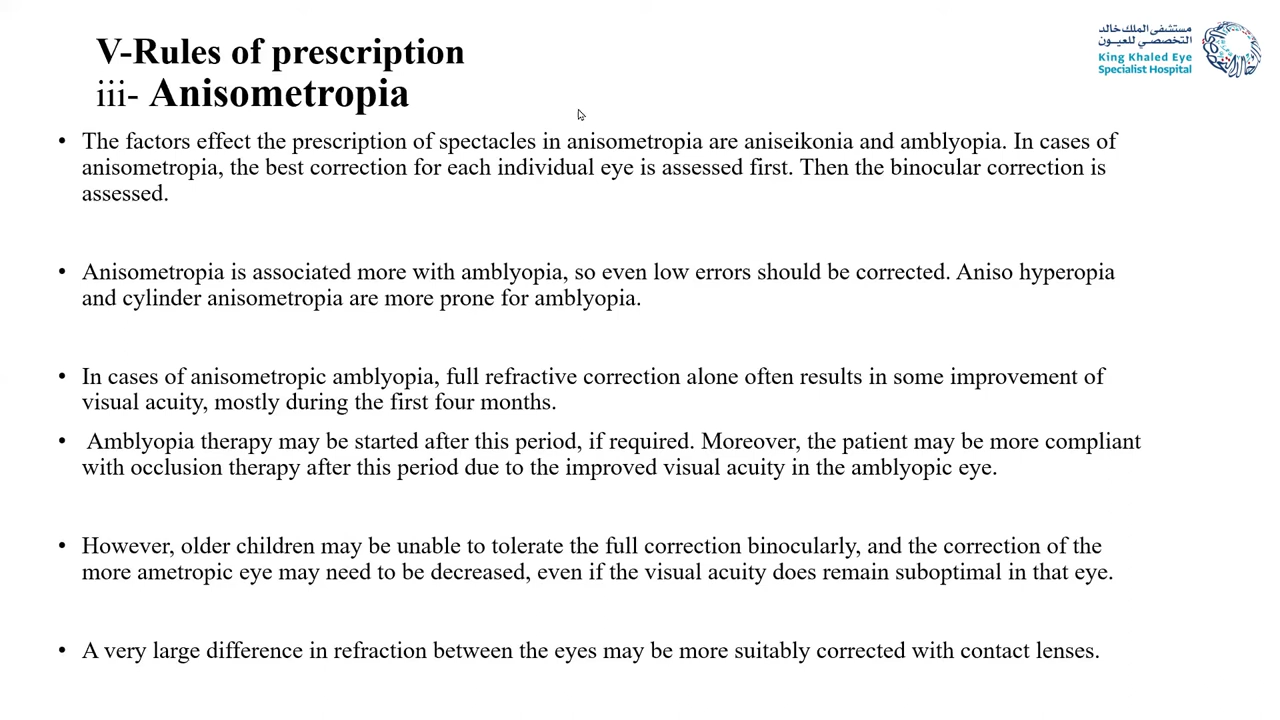 V-Rules of prescription
iii- Anisometropia
مستشفى الملك خالد
التخصصي للعيون
King Khaled Eye
Specialist Hospital
• The factors effect the prescription of spectacles in anisometropia are aniseikonia and amblyopia. In cases of
anisometropia, the best correction for each individual eye is assessed first. Then the binocular correction is
assessed.
• Anisometropia is associated more with amblyopia, so even low errors should be corrected. Aniso hyperopia
and cylinder anisometropia are more prone for amblyopia.
• In cases of anisometropic amblyopia, full refractive correction alone often results in some improvement of
visual acuity, mostly during the first four months.
• Amblyopia therapy may be started after this period, if required. Moreover, the patient may be more compliant
with occlusion therapy after this period due to the improved visual acuity in the amblyopic eye.
• However, older children may be unable to tolerate the full correction binocularly, and the correction of the
more ametropic eye may need to be decreased, even if the visual acuity does remain suboptimal in that eye.
• A very large difference in refraction between the eyes may be more suitably corrected with contact lenses.